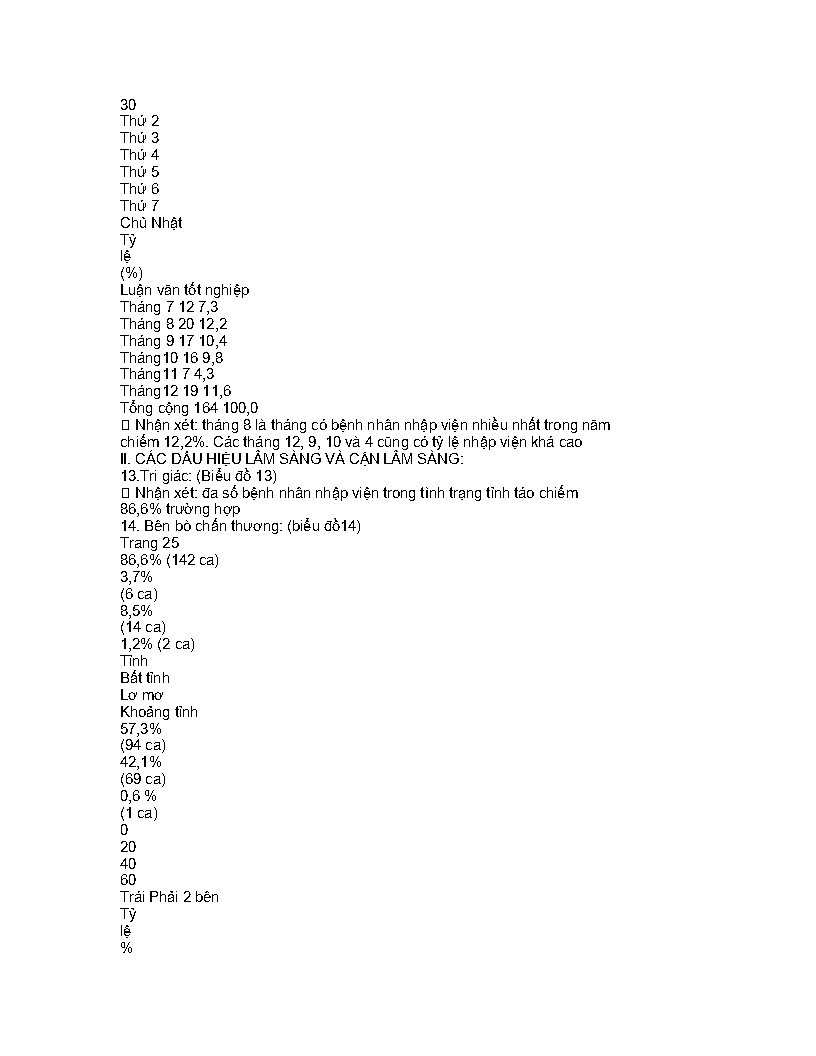 30
Thứ 2
Thứ 3
Thứ 4
Thứ 5
Thứ 6
Thứ 7
Chủ Nhật
Tỷ
lệ
(%)
Luận văn tốt nghiệp
Tháng 7 12 7,3
Tháng 8 20 12,2
Tháng 9 17 10,4
Tháng10 16 9,8
Tháng11 7 4,3
Tháng12 19 11,6
Tổng cộng 164 100,0
 Nhận xét: tháng 8 là tháng có bệnh nhân nhập viện nhiều nhất trong năm
chiếm 12,2%. Các tháng 12, 9, 10 và 4 cũng có tỷ lệ nhập viện khá cao
II. CÁC DẤU HIỆU LÂM SÀNG VÀ CẬN LÂM SÀNG:
13.Tri giác: (Biểu đồ 13)
 Nhận xét: đa số bệnh nhân nhập viện trong tình trạng tỉnh táo chiếm
86,6% trường hợp
14. Bên bò chấn thương: (biểu đồ14)
Trang 25
86,6% (142 ca)
3,7%
(6 ca)
8,5%
(14 ca)
1,2% (2 ca)
Tỉnh
Bất tỉnh
Lơ mơ
Khoảng tỉnh
57,3%
(94 ca)
42,1%
(69 ca)
0,6 %
(1 ca)
0
20
40
60
Trái Phải 2 bên
Tỷ
lệ
%